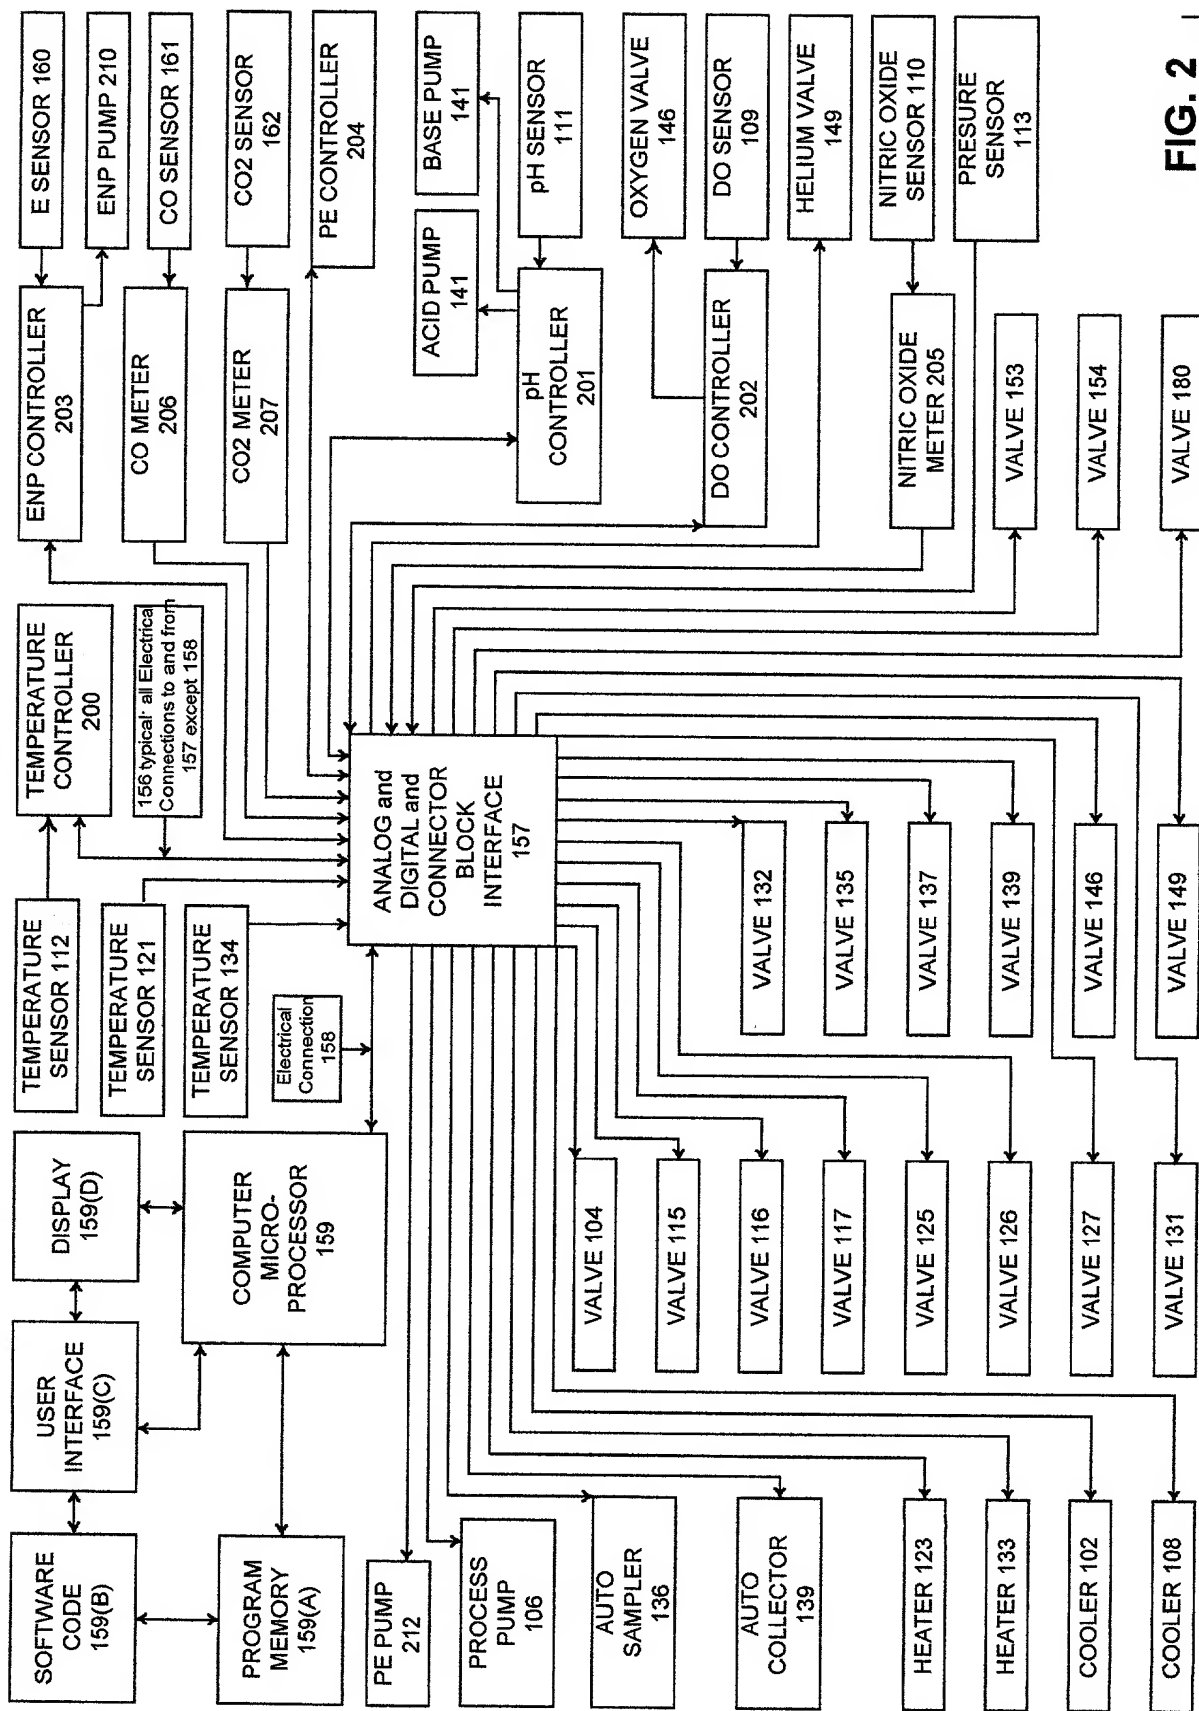 SOFTWARE
CODE
159(B)
USER
INTERFACE
159(C)
DISPLAY
159(D)
PROGRAM
MEMORY
159(A)
COMPUTER
MICRO-
PROCESSOR
159
TEMPERATURE
SENSOR 112
TEMPERATURE
SENSOR 121
TEMPERATURE
SENSOR 134
Electrical
Connection
158
TEMPERATURE
CONTROLLER
200
156 typical: all Electrical
Connections to and from
157 except 158
ENP CONTROLLER
203
CO METER
206
CO2 METER
207
E SENSOR 160
ENP PUMP 210
CO SENSOR 161
CO2 SENSOR
162
PE CONTROLLER
204
ANALOG and
DIGITAL and
CONNECTOR
BLOCK
INTERFACE
157
ACID PUMP
141
BASE PUMP
141
pH
CONTROLLER
201
pH SENSOR
111
OXYGEN VALVE
146
DO CONTROLLER
202
DO SENSOR
109
HELIUM VALVE
149
NITRIC OXIDE
METER 205
NITRIC OXIDE
SENSOR 110
PRESURE
SENSOR
113
PE PUMP
212
PROCESS
PUMP
106
AUTO
SAMPLER
136
AUTO
COLLECTOR
139
HEATER 123
HEATER 133
COOLER 102
COOLER 108
VALVE 104
VALVE 115
VALVE 116
VALVE 117
VALVE 125
VALVE 126
VALVE 127
VALVE 131
VALVE 132
VALVE 135
VALVE 137
VALVE 139
VALVE 146
VALVE 149
VALVE 153
VALVE 154
VALVE 180
FIG. 2